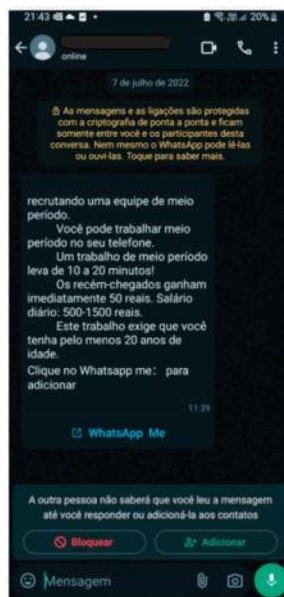 21:43
20%
online
7 de julho de 2022
As mensagens e as ligações são protegidas
com a criptografia de ponta a ponta e ficam
somente entre você e os participantes desta
conversa. Nem mesmo o WhatsApp pode lê-las
ou ouvi-las. Toque para saber mais.
recrutando uma equipe de meio
período.
Você pode trabalhar meio
período no seu telefone.
Um trabalho de meio período
leva de 10 a 20 minutos!
Os recém-chegados ganham
imediatamente 50 reais. Salário
diário: 500-1500 reais.
Este trabalho exige que você
tenha pelo menos 20 anos de
idade.
Clique no Whatsapp me: para
adicionar
11:39
WhatsApp Me
A outra pessoa não saberá que você leu a mensagem
até você responder ou adicioná-la aos contatos
Bloquear
Adicionar
Mensagem